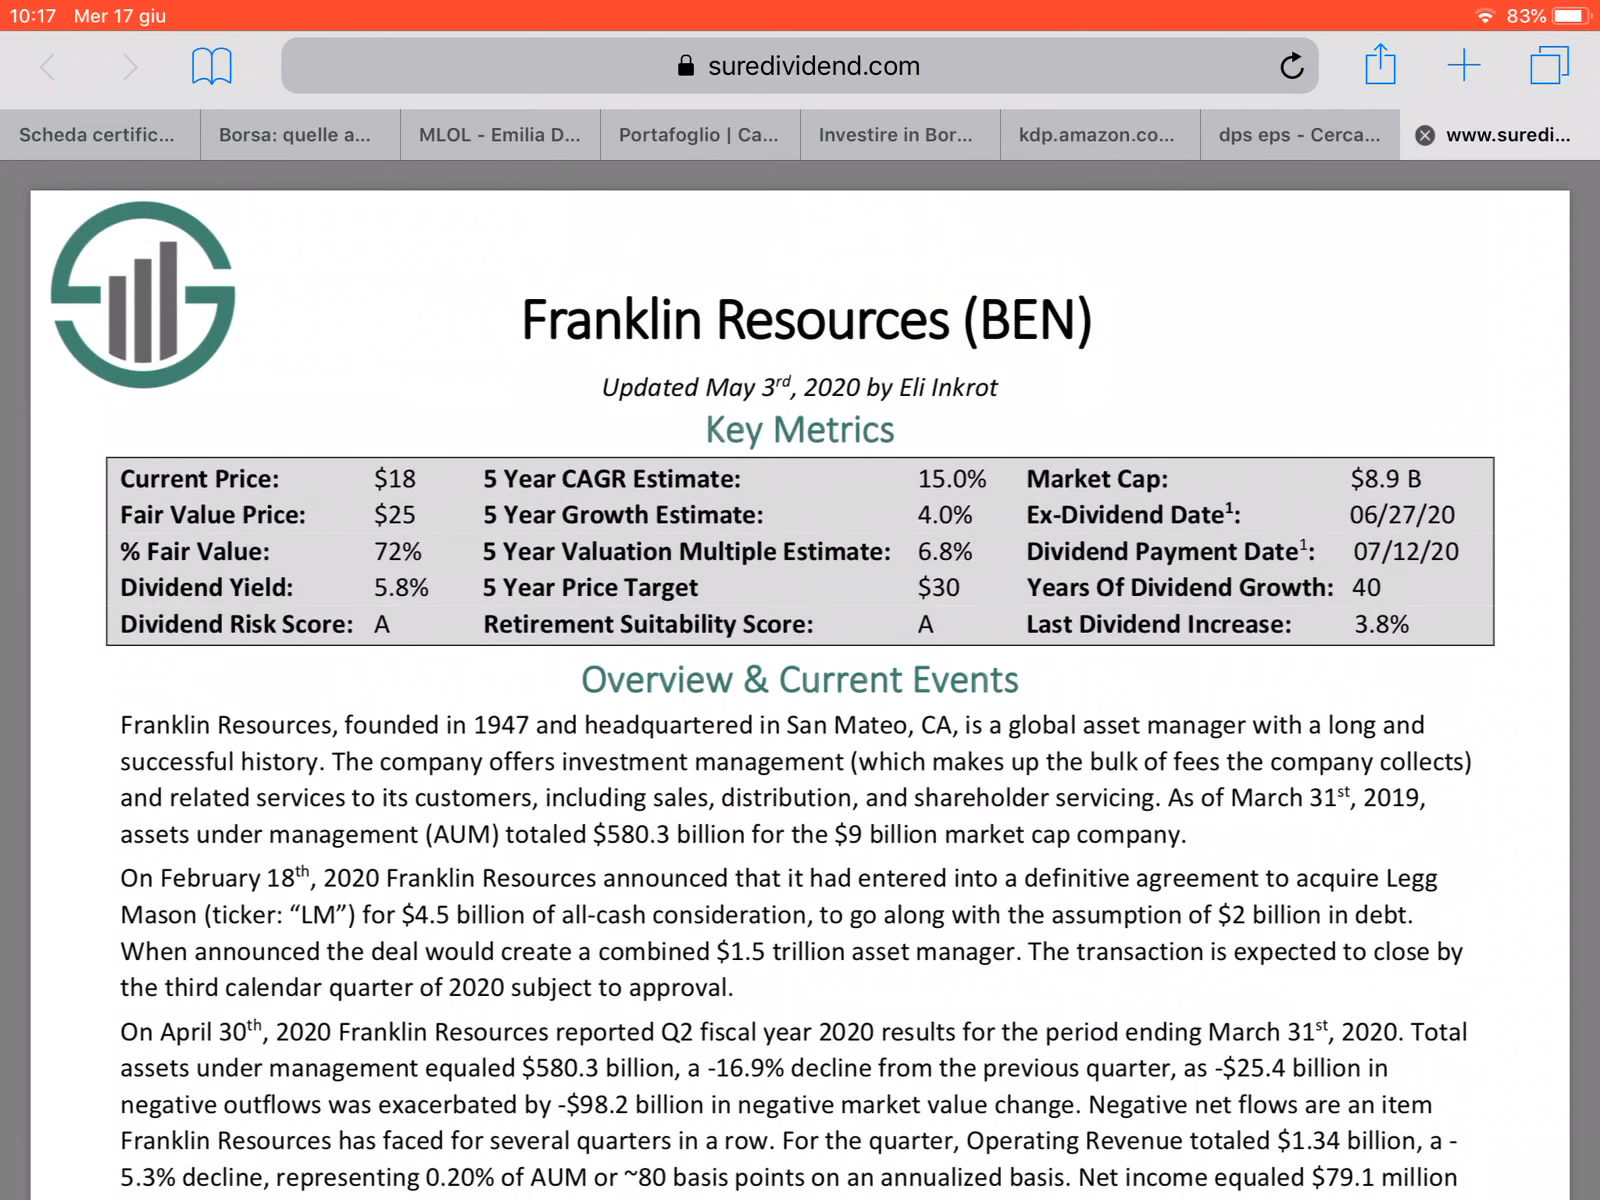 10:17 Mer 17 giu 83%
suredividend.com
Scheda certific... Borsa: quelle a... MLOL - Emilia D... Portafoglio | Ca... Investire in Bor... kdp.amazon.co... dps eps - Cerca... www.suredi...
Franklin Resources (BEN)
Updated May 3rd, 2020 by Eli Inkrot
Key Metrics
Current Price: $18 5 Year CAGR Estimate: 15.0% Market Cap: $8.9 B
Fair Value Price: $25 5 Year Growth Estimate: 4.0% Ex-Dividend Date1: 06/27/20
% Fair Value: 72% 5 Year Valuation Multiple Estimate: 6.8% Dividend Payment Date1: 07/12/20
Dividend Yield: 5.8% 5 Year Price Target $30 Years Of Dividend Growth: 40
Dividend Risk Score: A Retirement Suitability Score: A Last Dividend Increase: 3.8%
Overview & Current Events
Franklin Resources, founded in 1947 and headquartered in San Mateo, CA, is a global asset manager with a long and
successful history. The company offers investment management (which makes up the bulk of fees the company collects)
and related services to its customers, including sales, distribution, and shareholder servicing. As of March 31st, 2019,
assets under management (AUM) totaled $580.3 billion for the $9 billion market cap company.
On February 18th, 2020 Franklin Resources announced that it had entered into a definitive agreement to acquire Legg
Mason (ticker: “LM”) for $4.5 billion of all-cash consideration, to go along with the assumption of $2 billion in debt.
When announced the deal would create a combined $1.5 trillion asset manager. The transaction is expected to close by
the third calendar quarter of 2020 subject to approval.
On April 30th, 2020 Franklin Resources reported Q2 fiscal year 2020 results for the period ending March 31st, 2020. Total
assets under management equaled $580.3 billion, a -16.9% decline from the previous quarter, as -$25.4 billion in
negative outflows was exacerbated by -$98.2 billion in negative market value change. Negative net flows are an item
Franklin Resources has faced for several quarters in a row. For the quarter, Operating Revenue totaled $1.34 billion, a -
5.3% decline, representing 0.20% of AUM or ~80 basis points on an annualized basis. Net income equaled $79.1 million